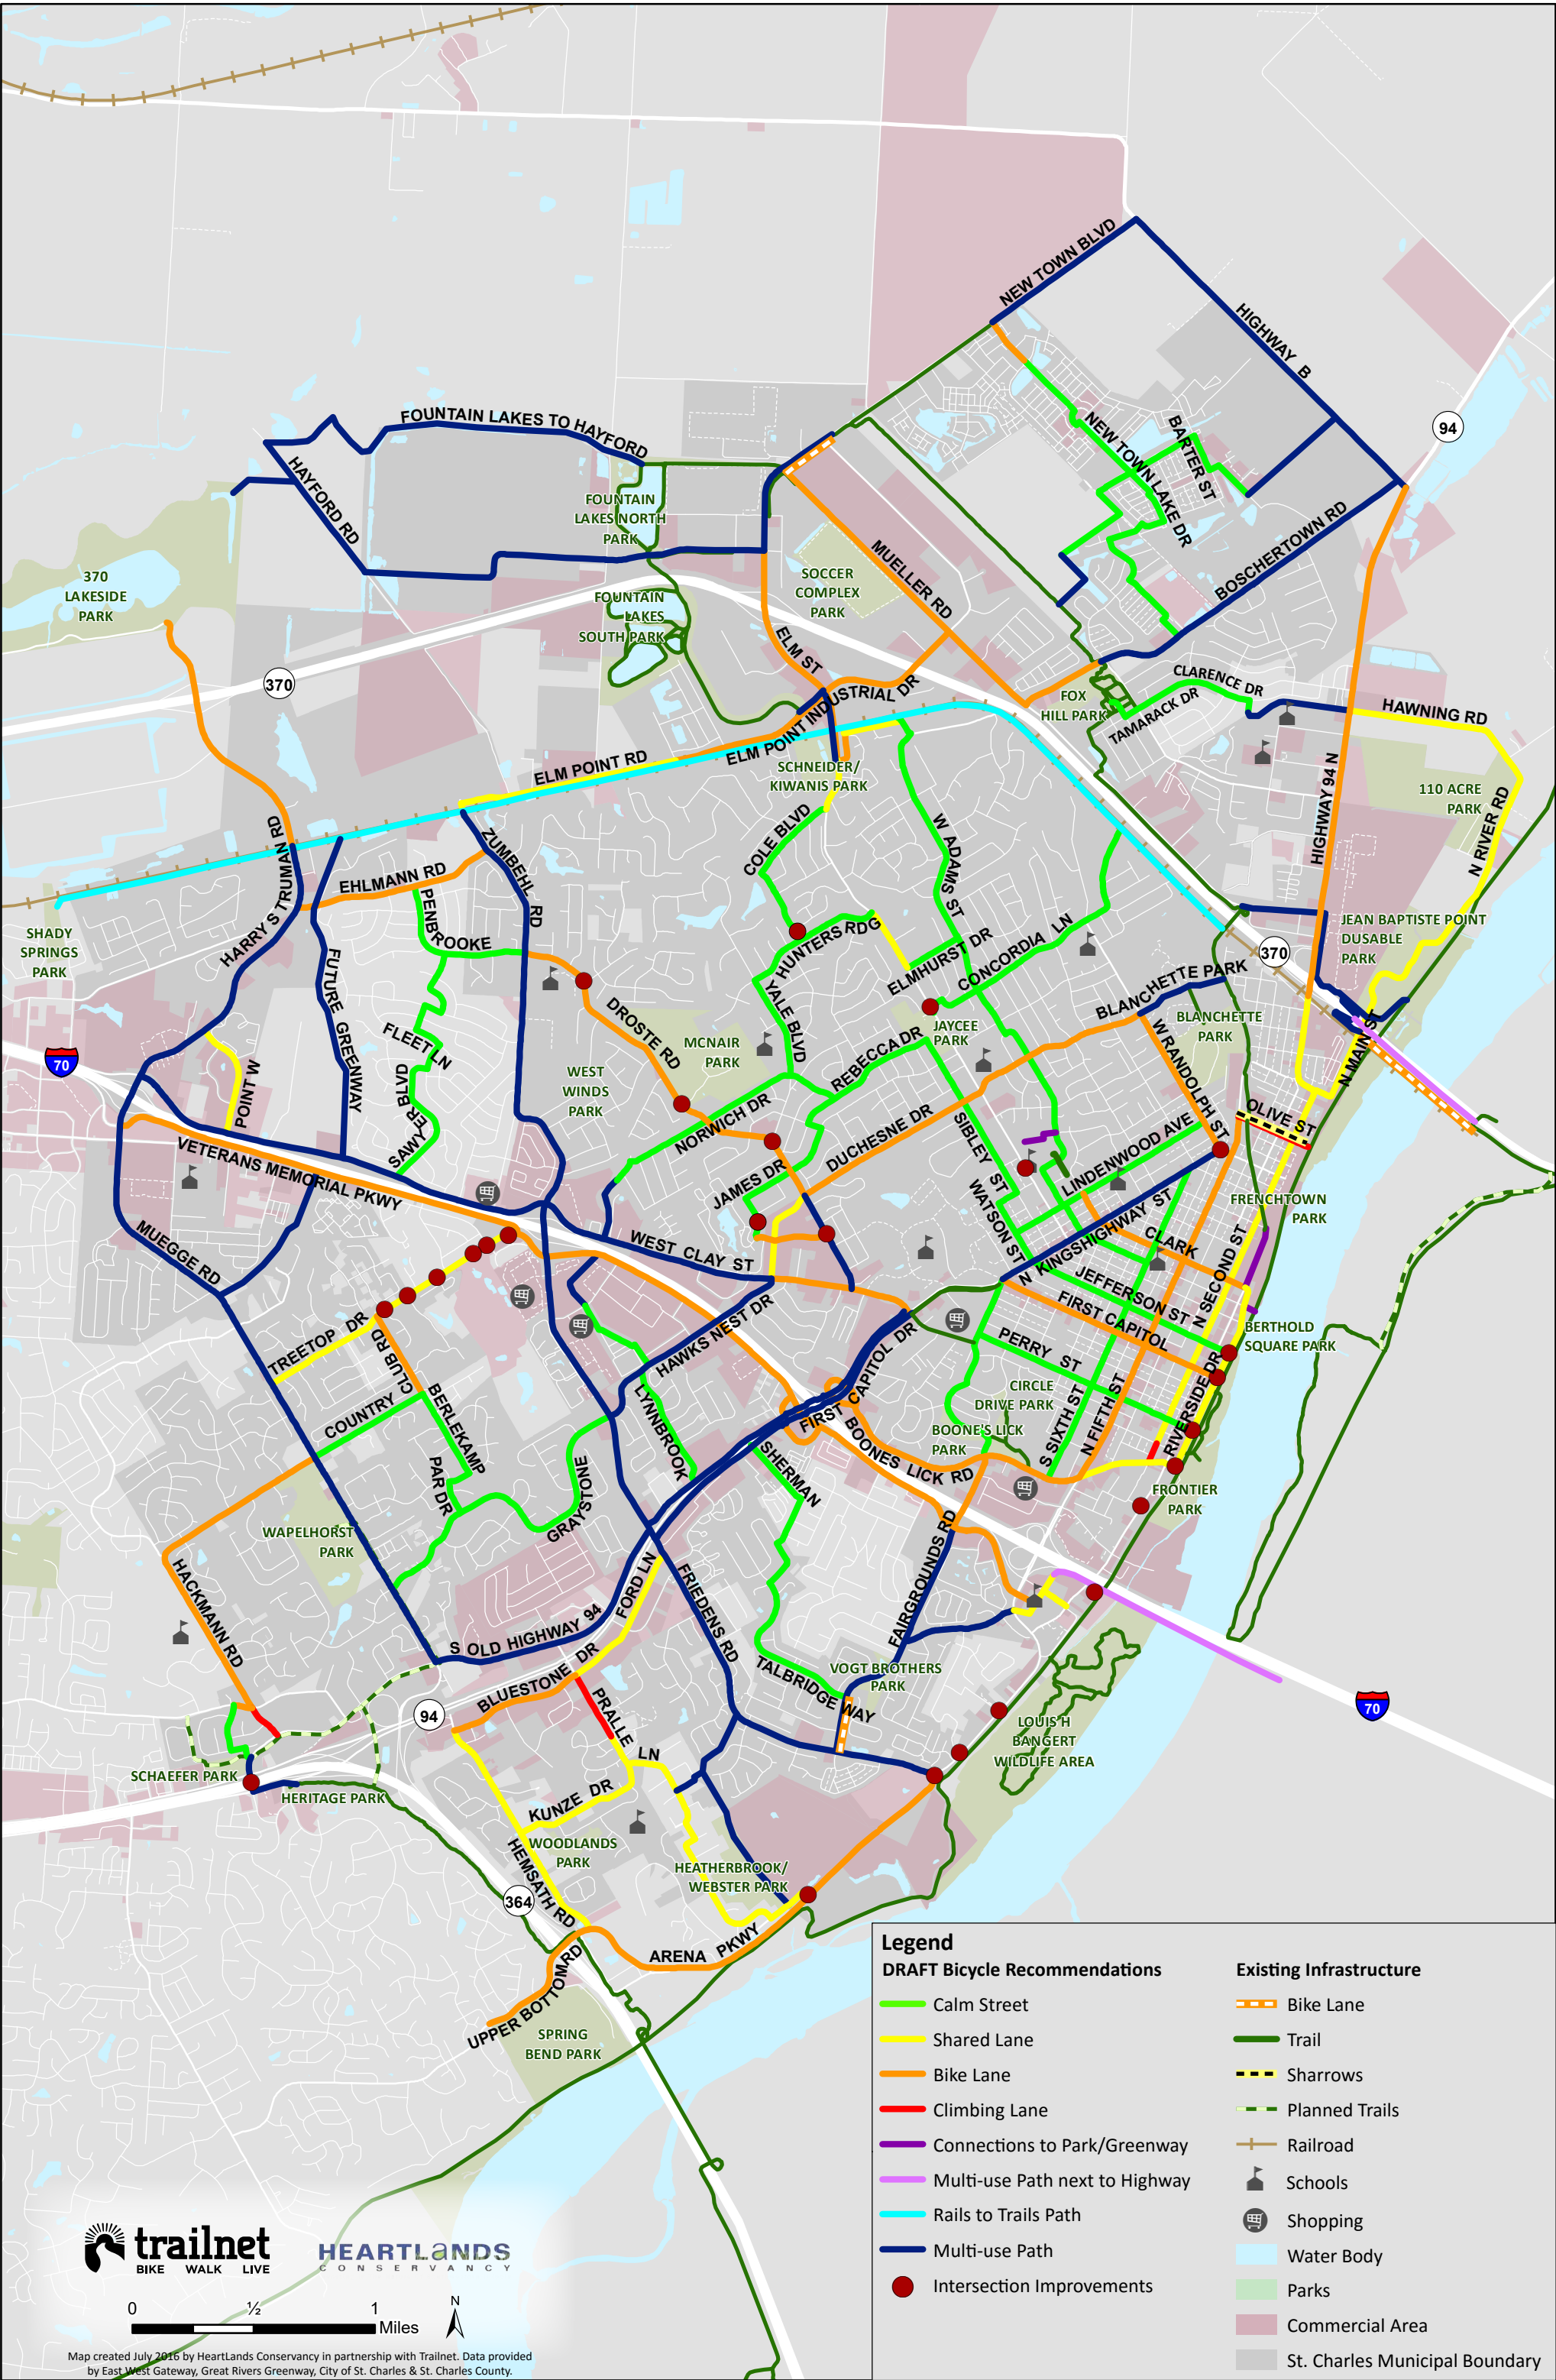 NEW TOWN BLVD
HIGHWAY B
94
FOUNTAIN LAKES TO HAYFORD
HAYFORD RD
NEW TOWN LAKE DR
BARTER ST
FOUNTAIN
LAKES NORTH
PARK
BOSCHERTOWN RD
370
LAKESIDE
PARK
FOUNTAIN
LAKES
SOUTH PARK
SOCCER
COMPLEX
PARK
MUELLER RD
ELM ST
370
ELM POINT INDUSTRIAL DR
FOX
HILL PARK
CLARENCE DR
TAMARACK DR
HAWNING RD
ELM POINT RD
SCHNEIDER/
KIWANIS PARK
110 ACRE
PARK
HIGHWAY 94 N
N RIVER RD
COLE BLVD
W ADAMS ST
ZUMBEHL RD
HARRY S TRUMAN RD
EHLMANN RD
PENBROOKE
SHADY
SPRINGS
PARK
FUTURE GREENWAY
HUNTERS RDG
ELMHURST DR
CONCORDIA LN
JEAN BAPTISTE POINT
DUSABLE
PARK
370
YALE BLVD
BLANCHETTE PARK
BLANCHETTE
PARK
JAYCEE
PARK
DROSTE RD
MCNAIR
PARK
FLEET LN
70
WEST
WINDS
PARK
REBECCA DR
W RANDOLPH ST
N MAIN ST
POINT W
SAWYER BLVD
NORWICH DR
DUCHESNE DR
SIBLEY ST
OLIVE ST
LINDENWOOD AVE
VETERANS MEMORIAL PKWY
JAMES DR
WATSON ST
FRENCHTOWN
PARK
MUEGGE RD
WEST CLAY ST
N KINGSHIGHWAY ST
CLARK
N SECOND ST
JEFFERSON ST
FIRST CAPITOL
HAWKS NEST DR
FIRST CAPITOL DR
PERRY ST
BERTHOLD
SQUARE PARK
TREETOP DR
CLUB RD
COUNTRY
BERLEKAMP
LYNNBROOK
CIRCLE
DRIVE PARK
BOONE'S LICK
PARK
S SIXTH ST
N FIFTH ST
RIVERSIDE DR
BOONES LICK RD
SHERMAN
PAR DR
GRAYSTONE
FRONTIER
PARK
WAPELHORST
PARK
HACKMANN RD
FORD LN
FRIEDENS RD
FAIRGROUNDS RD
S OLD HIGHWAY 94
BLUESTONE DR
TALBRIDGE WAY
VOGT BROTHERS
PARK
94
PRALLE LN
LOUIS H
BANGERT
WILDLIFE AREA
70
SCHAEFER PARK
HERITAGE PARK
KUNZE DR
WOODLANDS
PARK
HEATHERBROOK/
WEBSTER PARK
HEMSATH RD
364
ARENA PKWY
UPPER BOTTOM RD
SPRING
BEND PARK
Legend
DRAFT Bicycle Recommendations
Calm Street
Shared Lane
Bike Lane
Climbing Lane
Connections to Park/Greenway
Multi-use Path next to Highway
Rails to Trails Path
Multi-use Path
Intersection Improvements
Existing Infrastructure
Bike Lane
Trail
Sharrows
Planned Trails
Railroad
Schools
Shopping
Water Body
Parks
Commercial Area
St. Charles Municipal Boundary
trailnet
BIKE WALK LIVE
HEARTLANDS
CONSERVANCY
0 ½ 1
Miles
N
Map created July 2016 by HeartLands Conservancy in partnership with Trailnet. Data provided
by East West Gateway, Great Rivers Greenway, City of St. Charles & St. Charles County.